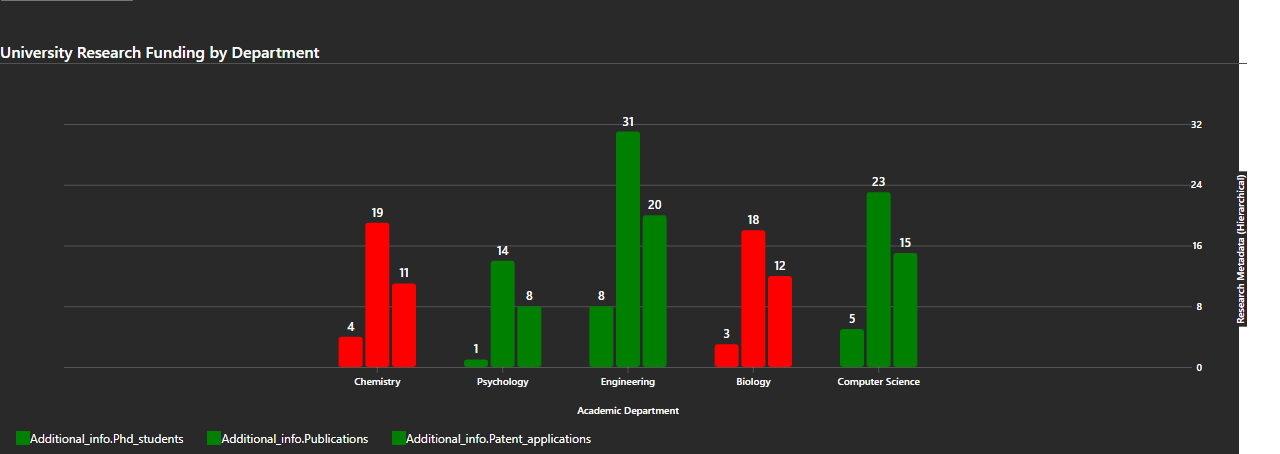 University Research Funding by Department
31
32
23
24
19
20
18
14
15
16
11
12
8
8
8
4
5
3
1
0
Chemistry
Psychology
Engineering
Biology
Computer Science
Academic Department
Research Metadata (Hierarchical)
Additional_info.Phd_students
Additional_info.Publications
Additional_info.Patent_applications